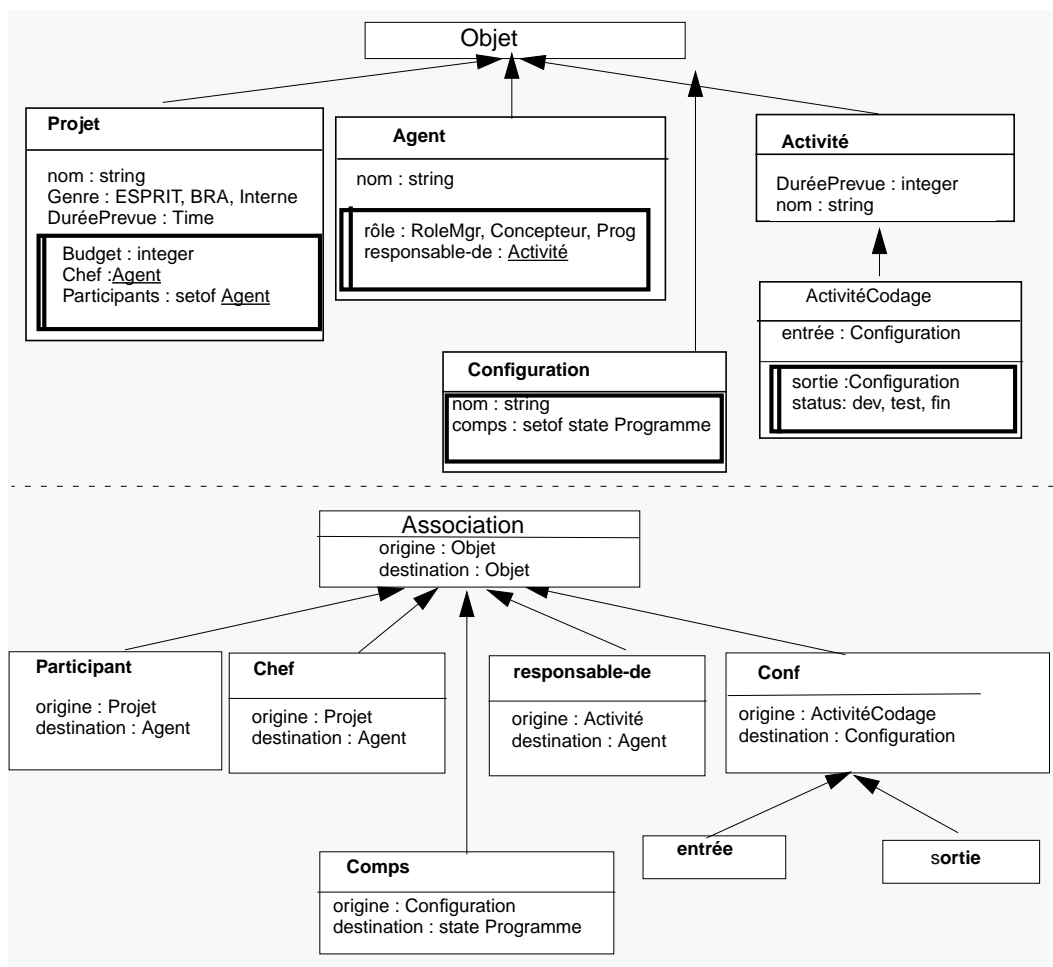 Objet
Projet
nom : string
Genre : ESPRIT, BRA, Interne
DuréePrevue : Time
Budget : integer
Chef :Agent
Participants : setof Agent
Agent
nom : string
rôle : RoleMgr, Concepteur, Prog
responsable-de : Activité
Activité
DuréePrevue : integer
nom : string
ActivitéCodage
entrée : Configuration
sortie :Configuration
status: dev, test, fin
Configuration
nom : string
comps : setof state Programme
Association
origine : Objet
destination : Objet
Participant
origine : Projet
destination : Agent
Chef
origine : Projet
destination : Agent
responsable-de
origine : Activité
destination : Agent
Conf
origine : ActivitéCodage
destination : Configuration
entrée
sortie
Comps
origine : Configuration
destination : state Programme